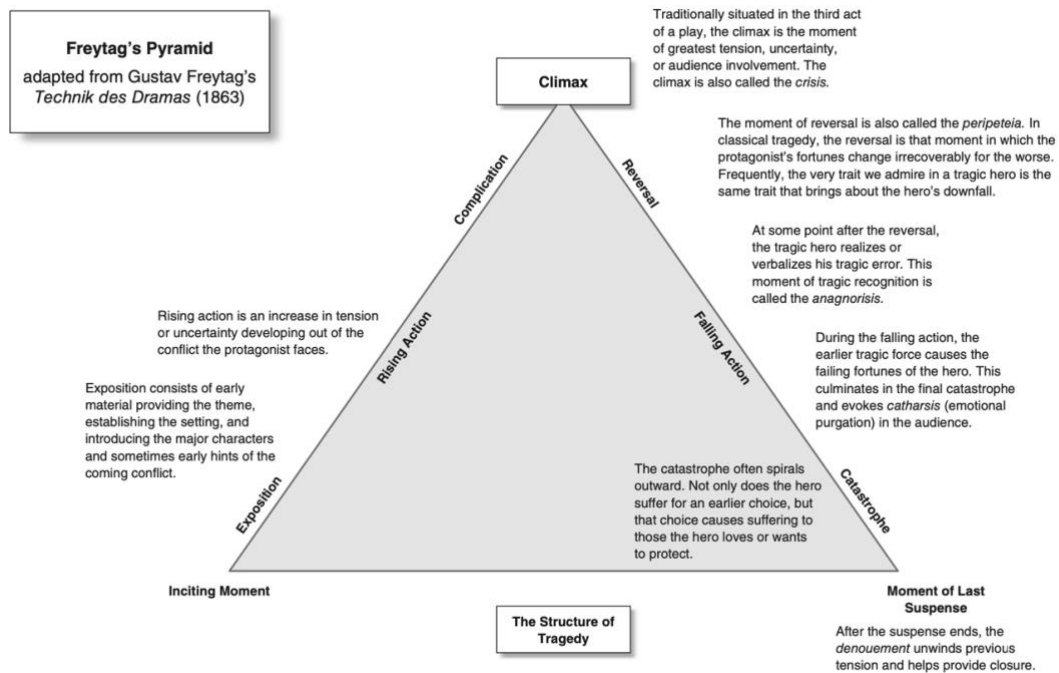 Freytag's Pyramid
adapted from Gustav Freytag's
Technik des Dramas (1863)
Traditionally situated in the third act
of a play, the climax is the moment
of greatest tension, uncertainty,
or audience involvement. The
climax is also called the crisis.
Climax
The moment of reversal is also called the peripeteia. In
classical tragedy, the reversal is that moment in which the
protagonist's fortunes change irrecoverably for the worse.
Frequently, the very trait we admire in a tragic hero is the
same trait that brings about the hero's downfall.
Complication
Reversal
At some point after the reversal,
the tragic hero realizes or
verbalizes his tragic error. This
moment of tragic recognition is
called the anagnorisis.
Rising action is an increase in tension
or uncertainty developing out of the
conflict the protagonist faces.
Rising Action
Falling Action
During the falling action, the
earlier tragic force causes the
failing fortunes of the hero. This
culminates in the final catastrophe
and evokes catharsis (emotional
purgation) in the audience.
Exposition consists of early
material providing the theme,
establishing the setting, and
introducing the major characters
and sometimes early hints of the
coming conflict.
Exposition
The catastrophe often spirals
outward. Not only does the hero
suffer for an earlier choice, but
that choice causes suffering to
those the hero loves or wants
to protect.
Catastrophe
Inciting Moment
Moment of Last
Suspense
The Structure of
Tragedy
After the suspense ends, the
denouement unwinds previous
tension and helps provide closure.